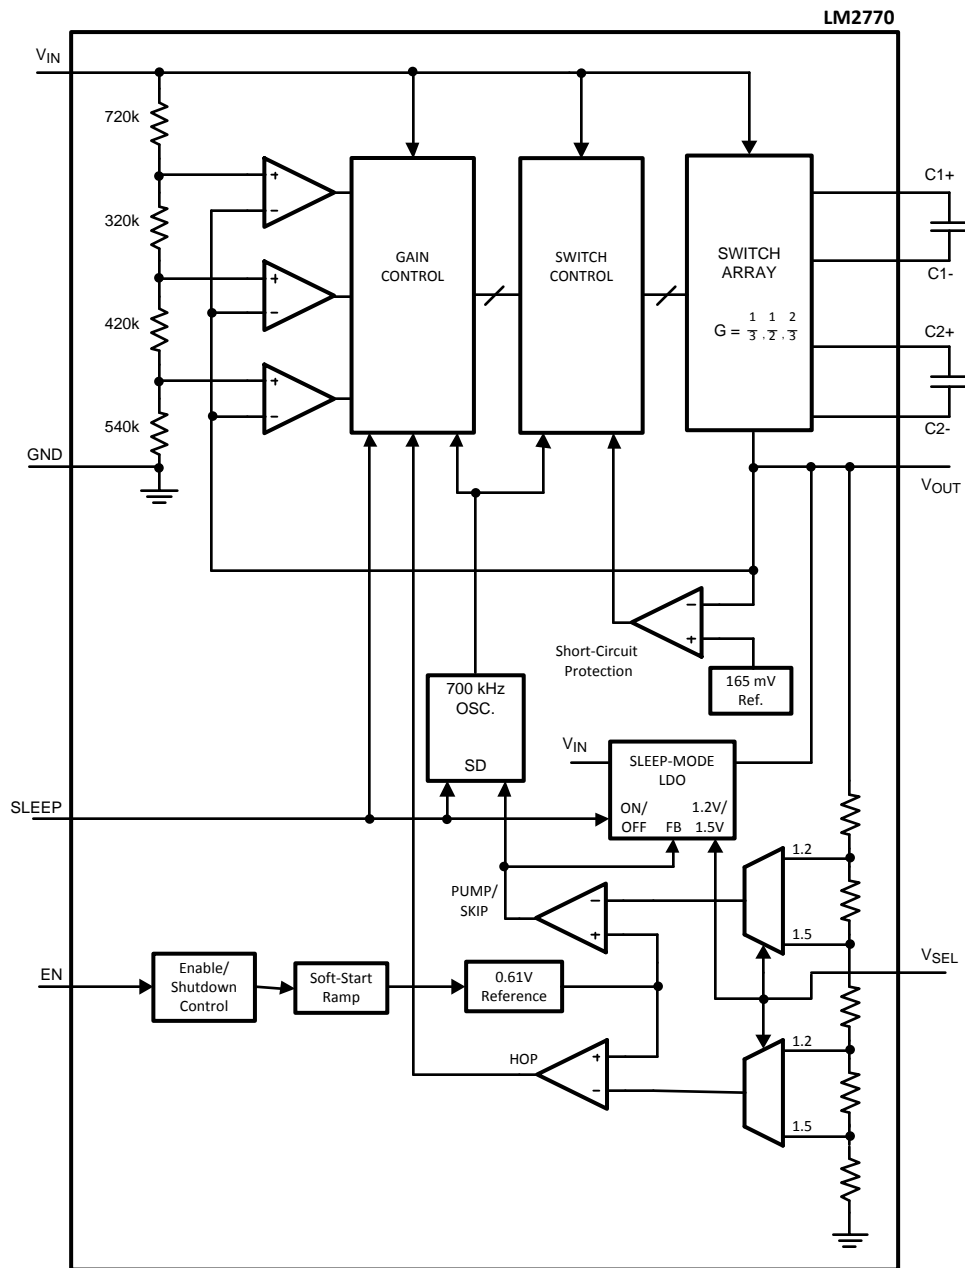 LM2770
VIN
720k
320k
420k
540k
GND
+
−
+
−
+
−
GAIN
CONTROL
SWITCH
CONTROL
SWITCH
ARRAY
G = 1/3, 1/2, 2/3
C1+
C1-
C2+
C2-
VOUT
−
+
Short-Circuit
Protection
165 mV
Ref.
700 kHz
OSC.
SD
VIN
SLEEP-MODE
LDO
ON/
OFF
FB
1.2V/
1.5V
SLEEP
1.2
1.5
PUMP/
SKIP
−
+
VSEL
EN
Enable/
Shutdown
Control
Soft-Start
Ramp
0.61V
Reference
HOP
+
−
1.2
1.5